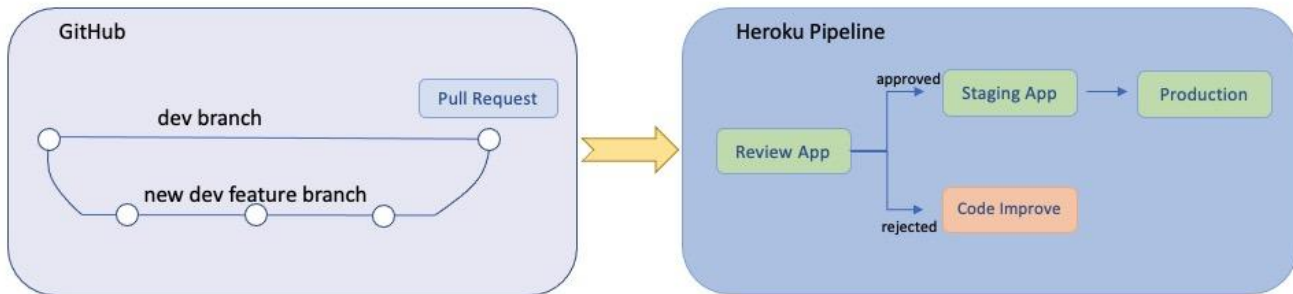 GitHub
Pull Request
dev branch
new dev feature branch
Heroku Pipeline
approved
Staging App
Production
Review App
Code Improve
rejected